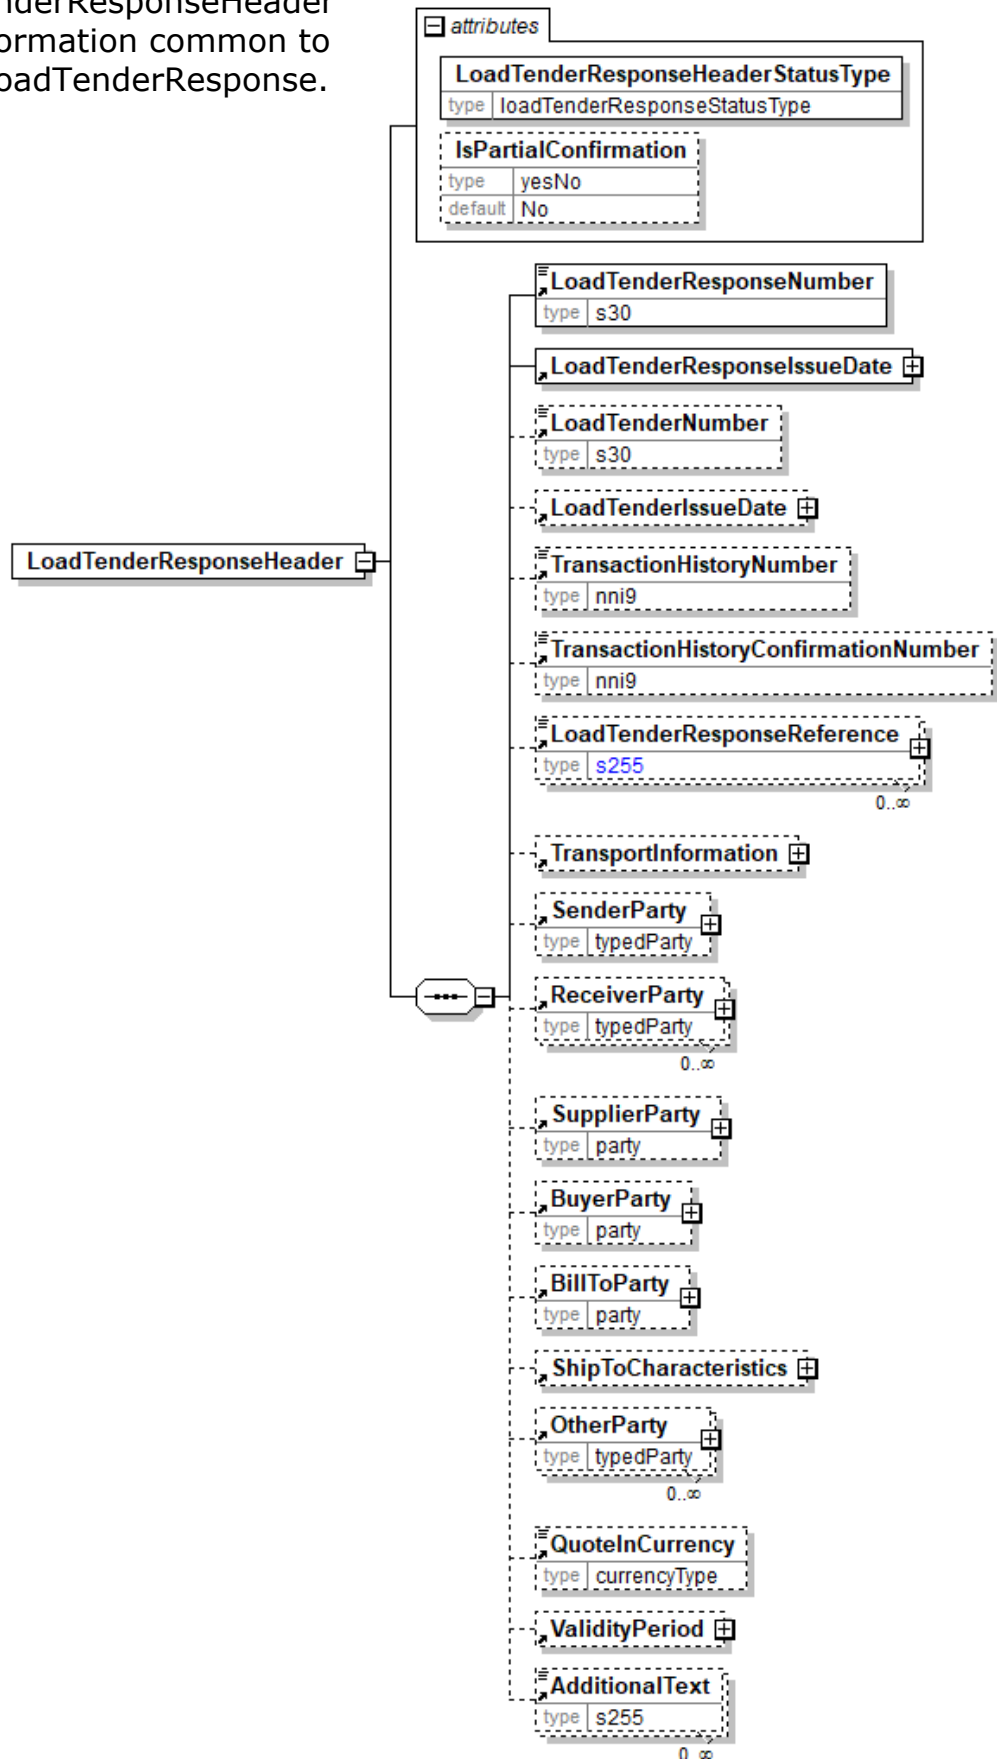 nderResponseHeader
ormation common to
oadTenderResponse.
attributes
LoadTenderResponseHeaderStatusType
type loadTenderResponseStatusType
IsPartialConfirmation
type yesNo
default No
LoadTenderResponseNumber
type s30
LoadTenderResponseIssueDate
LoadTenderNumber
type s30
LoadTenderIssueDate
LoadTenderResponseHeader
TransactionHistoryNumber
type nni9
TransactionHistoryConfirmationNumber
type nni9
LoadTenderResponseReference
type s255
0..∞
TransportInformation
SenderParty
type typedParty
ReceiverParty
type typedParty
0..∞
SupplierParty
type party
BuyerParty
type party
BillToParty
type party
ShipToCharacteristics
OtherParty
type typedParty
0..∞
QuoteInCurrency
type currencyType
ValidityPeriod
AdditionalText
type s255
0..∞